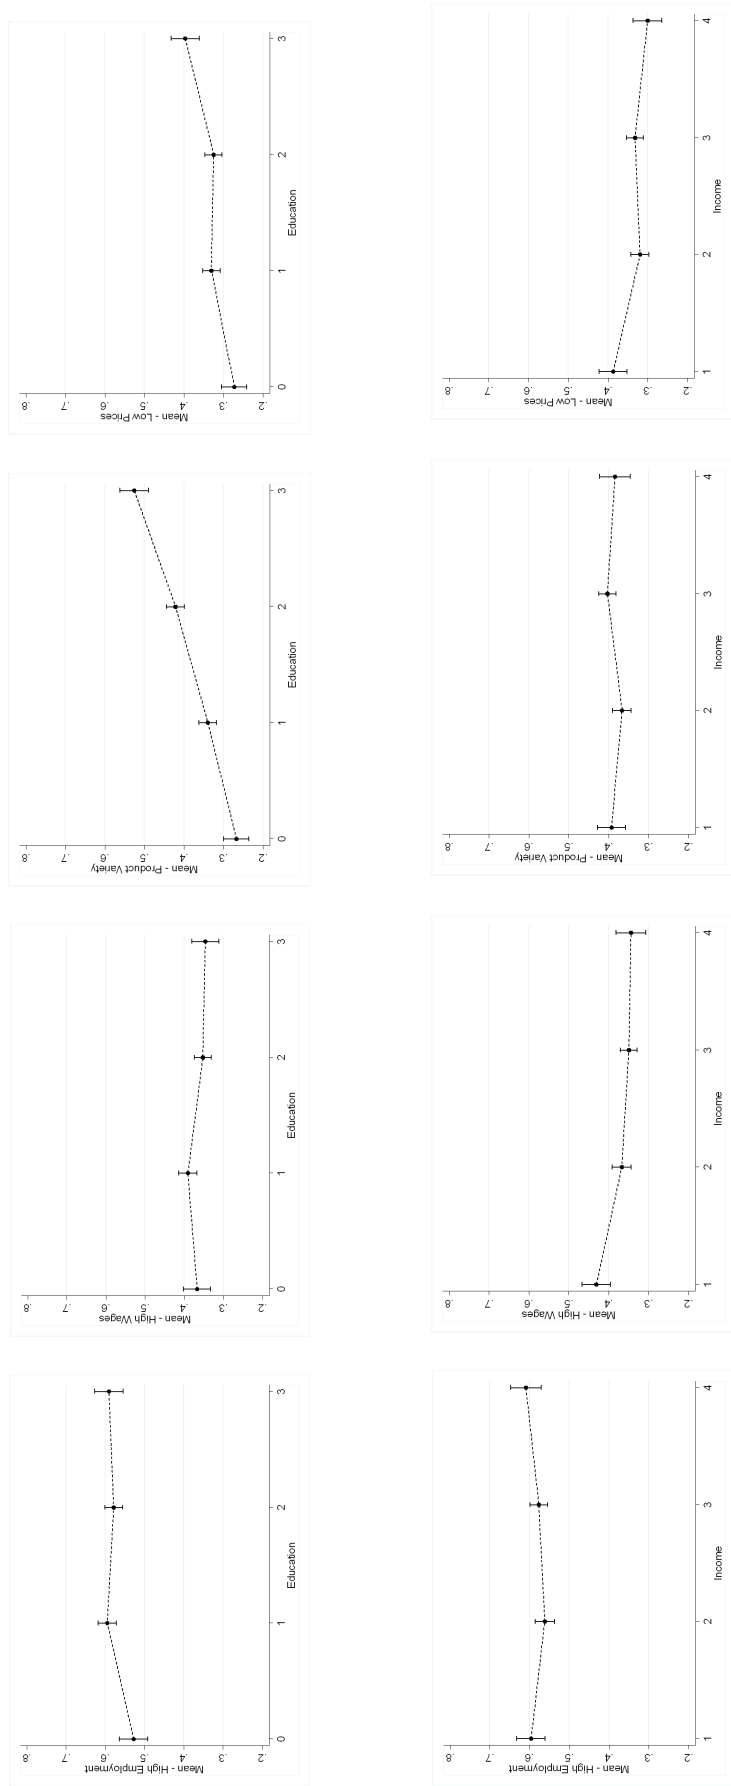 Mean - High Employment
.8
.7
.6
.5
.4
.3
.2
0 1 2 3
Education
Mean - High Wages
.8
.7
.6
.5
.4
.3
.2
0 1 2 3
Education
Mean - Product Variety
.8
.7
.6
.5
.4
.3
.2
0 1 2 3
Education
Mean - Low Prices
.8
.7
.6
.5
.4
.3
.2
0 1 2 3
Education
Mean - High Employment
.8
.7
.6
.5
.4
.3
.2
1 2 3 4
Income
Mean - High Wages
.8
.7
.6
.5
.4
.3
.2
1 2 3 4
Income
Mean - Product Variety
.8
.7
.6
.5
.4
.3
.2
1 2 3 4
Income
Mean - Low Prices
.8
.7
.6
.5
.4
.3
.2
1 2 3 4
Income